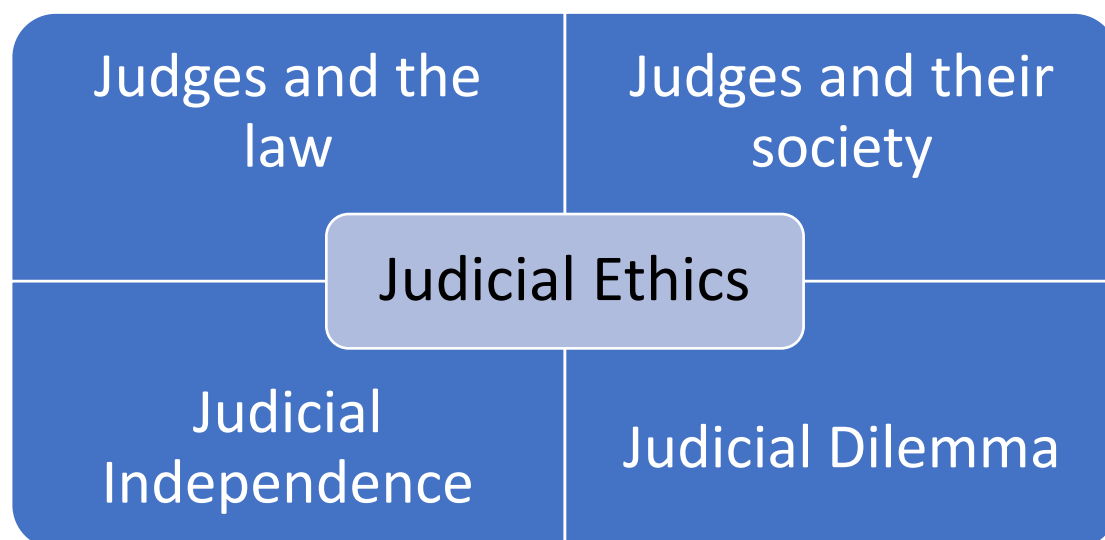 Judges and the
law
Judges and their
society
Judicial Ethics
Judicial
Independence
Judicial Dilemma